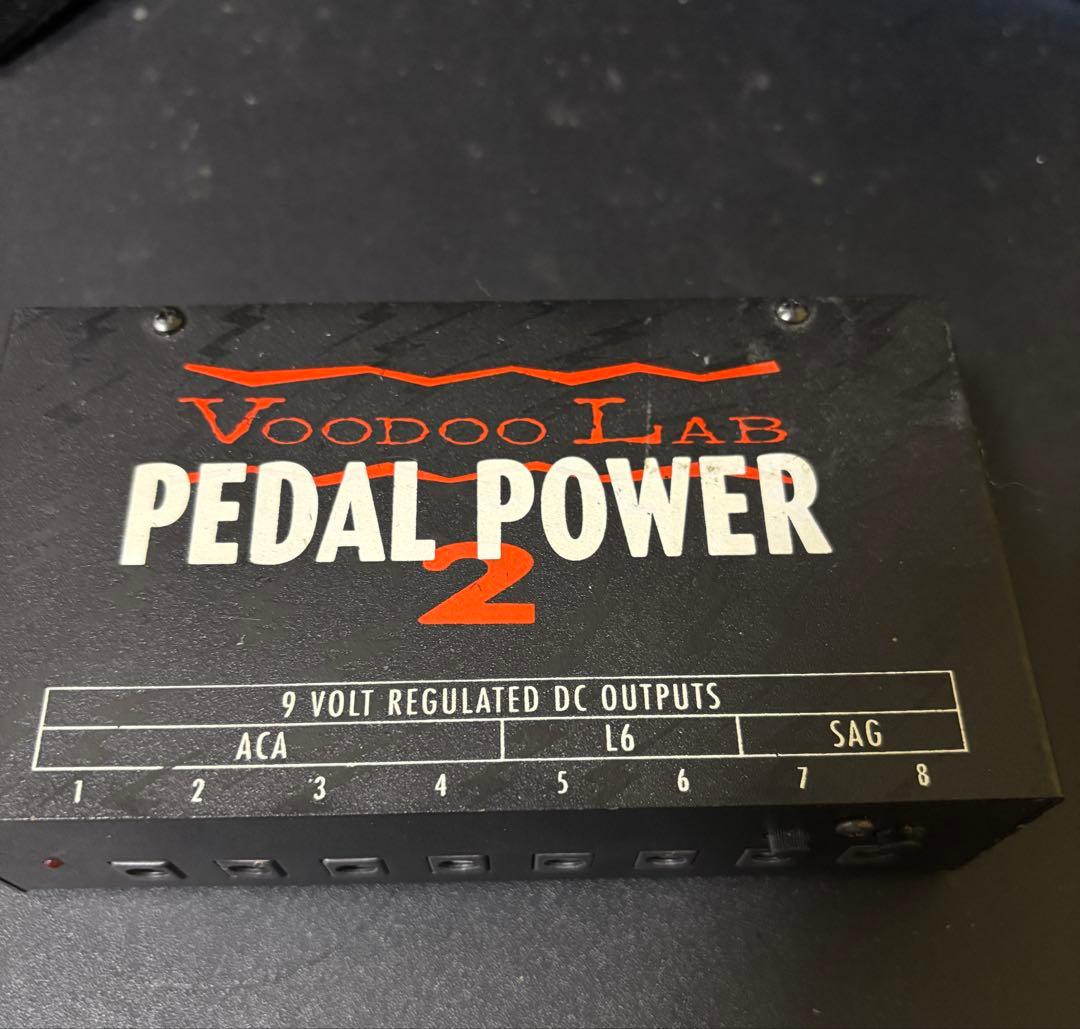 VOODOO LAB
PEDAL POWER
2
9 VOLT REGULATED DC OUTPUTS
ACA L6 SAG
1 2 3 4 5 6 7 8